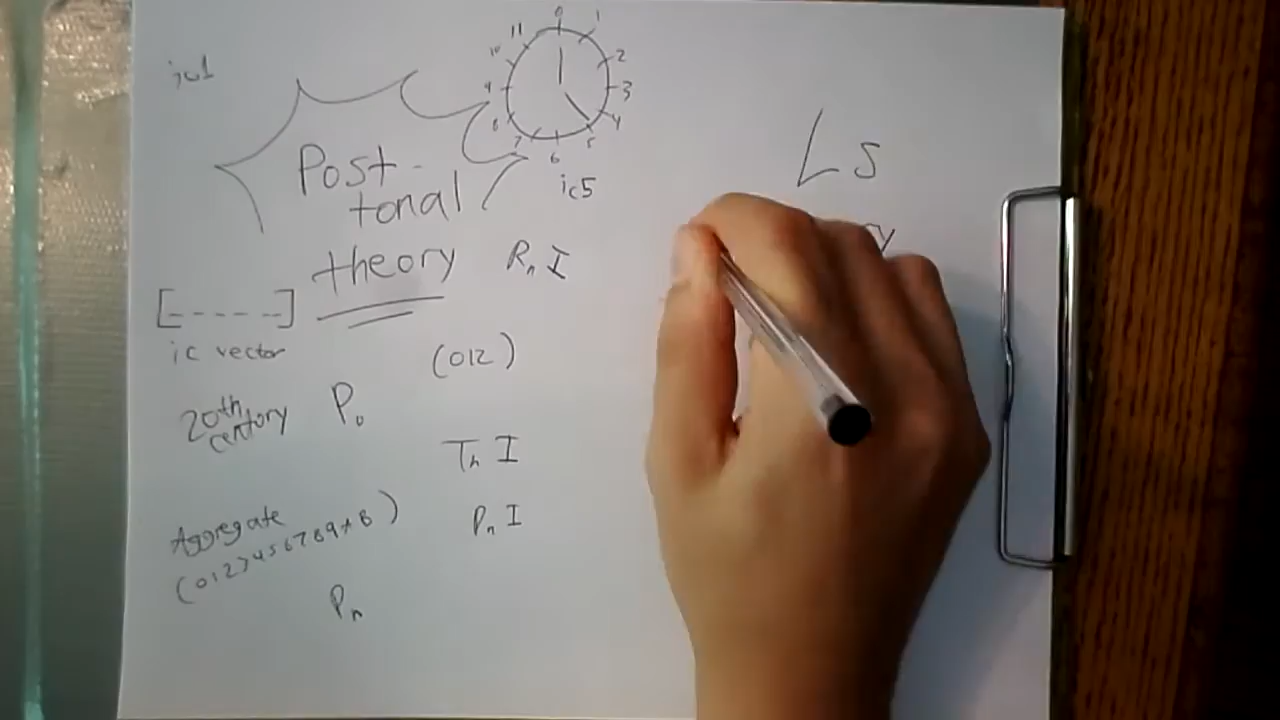 ic1
0
1
2
3
4
5
6
7
8
9
10
11
ic5
Post-
tonal
theory
RnI
[------]
ic vector
(012)
20th
century
P0
TnI
PnI
Aggregate
Pn
Ls
y